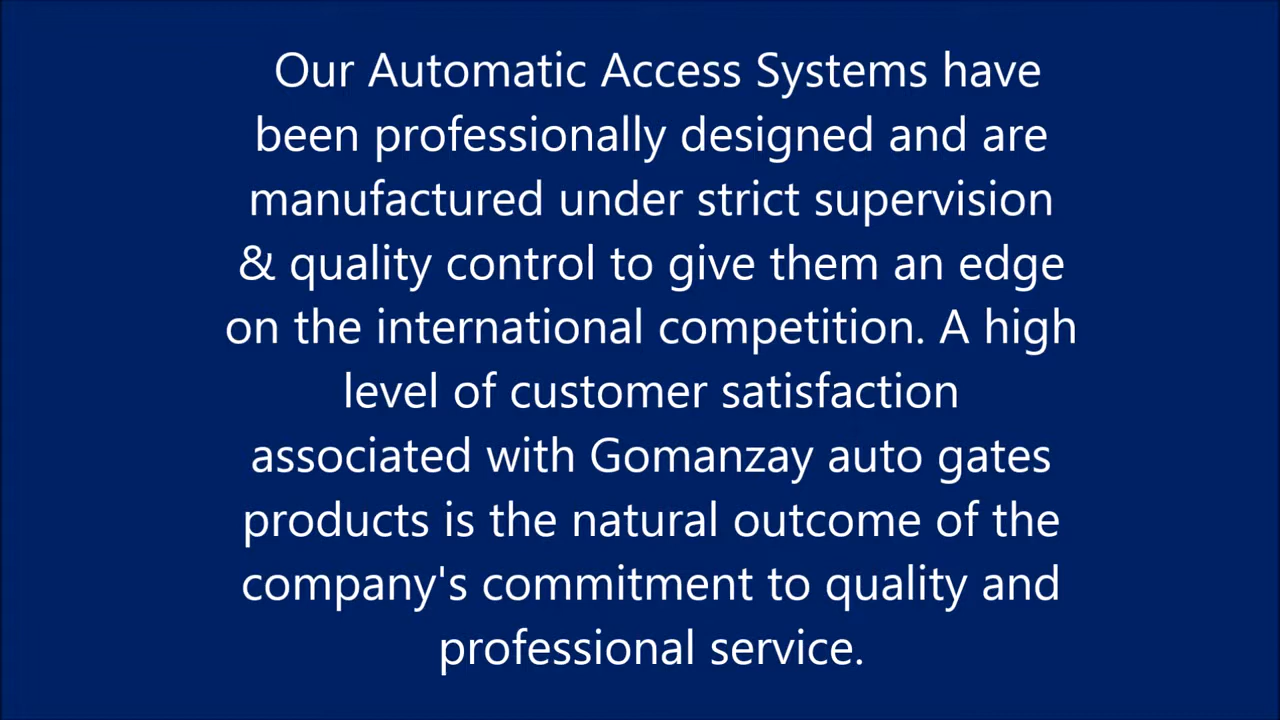 Our Automatic Access Systems have
been professionally designed and are
manufactured under strict supervision
& quality control to give them an edge
on the international competition. A high
level of customer satisfaction
associated with Gomanzay auto gates
products is the natural outcome of the
company's commitment to quality and
professional service.